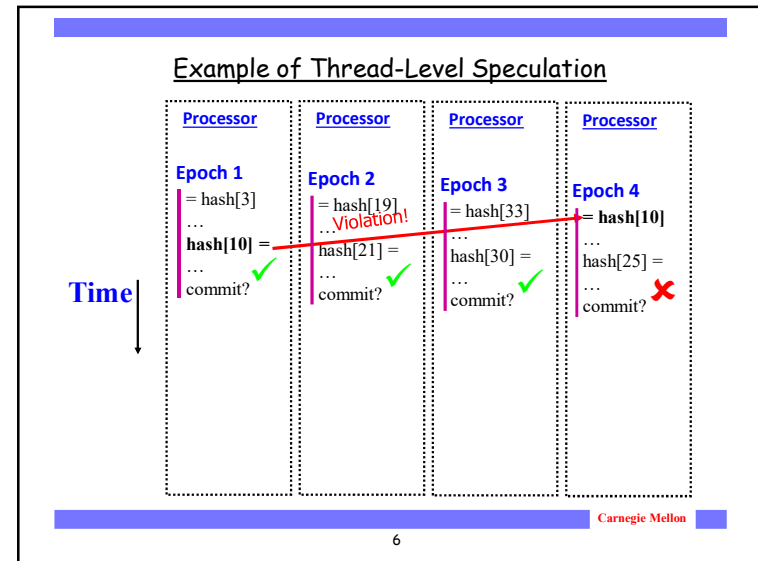 Example of Thread-Level Speculation
Processor
Epoch 1
= hash[3]
…
hash[10] =
…
commit?
Processor
Epoch 2
= hash[19]
Violation!
…
hash[21] =
…
commit?
Processor
Epoch 3
= hash[33]
…
hash[30] =
…
commit?
Processor
Epoch 4
= hash[10]
…
hash[25] =
…
commit?
Time
Carnegie Mellon
6